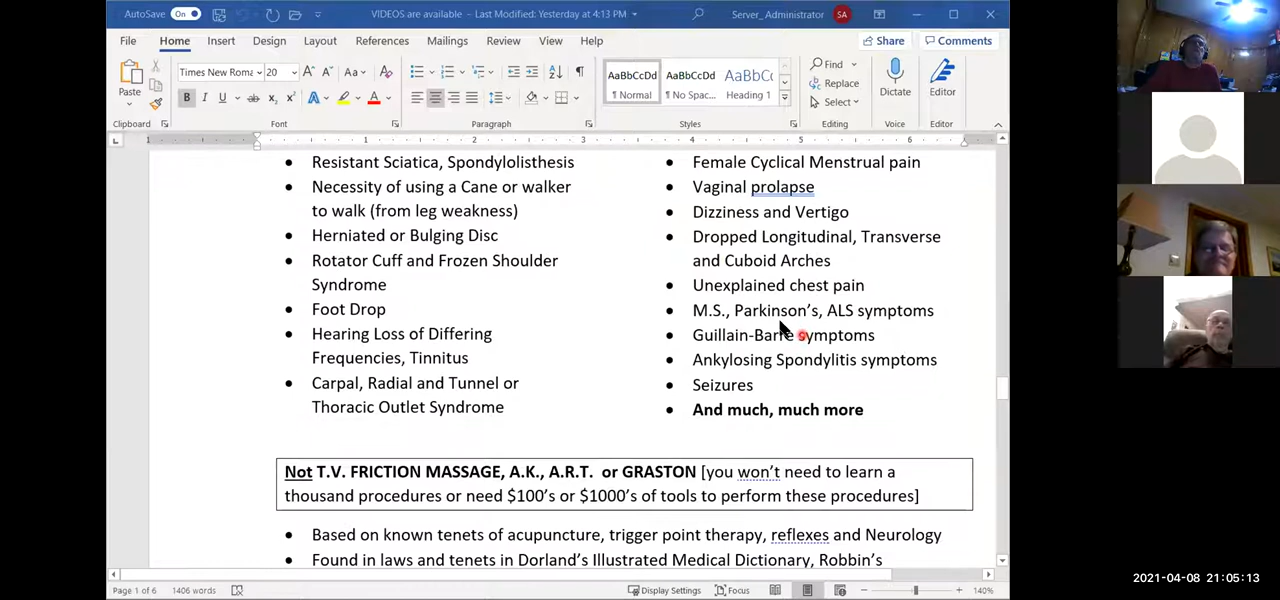 AutoSave On VIDEOS are available - Last Modified: Yesterday at 4:13 PM Server_Administrator SA
File Home Insert Design Layout References Mailings Review View Help Share Comments
Paste
Times New Roma 20
AaBbCcDd AaBbCcDd AaBbCc
¶ Normal ¶ No Spac... Heading 1
Find
Replace
Select
Dictate
Editor
Clipboard Font Paragraph Styles Editing Voice Editor
1 1 2 3 4 5 6
• Resistant Sciatica, Spondylolisthesis
• Necessity of using a Cane or walker
to walk (from leg weakness)
• Herniated or Bulging Disc
• Rotator Cuff and Frozen Shoulder
Syndrome
• Foot Drop
• Hearing Loss of Differing
Frequencies, Tinnitus
• Carpal, Radial and Tunnel or
Thoracic Outlet Syndrome
• Female Cyclical Menstrual pain
• Vaginal prolapse
• Dizziness and Vertigo
• Dropped Longitudinal, Transverse
and Cuboid Arches
• Unexplained chest pain
• M.S., Parkinson's, ALS symptoms
• Guillain-Barre symptoms
• Ankylosing Spondylitis symptoms
• Seizures
• And much, much more
Not T.V. FRICTION MASSAGE, A.K., A.R.T. or GRASTON [you won't need to learn a
thousand procedures or need $100's or $1000's of tools to perform these procedures]
• Based on known tenets of acupuncture, trigger point therapy, reflexes and Neurology
• Found in laws and tenets in Dorland's Illustrated Medical Dictionary, Robbin's
Page 1 of 6 1406 words Display Settings Focus 140%
2021-04-08 21:05:13